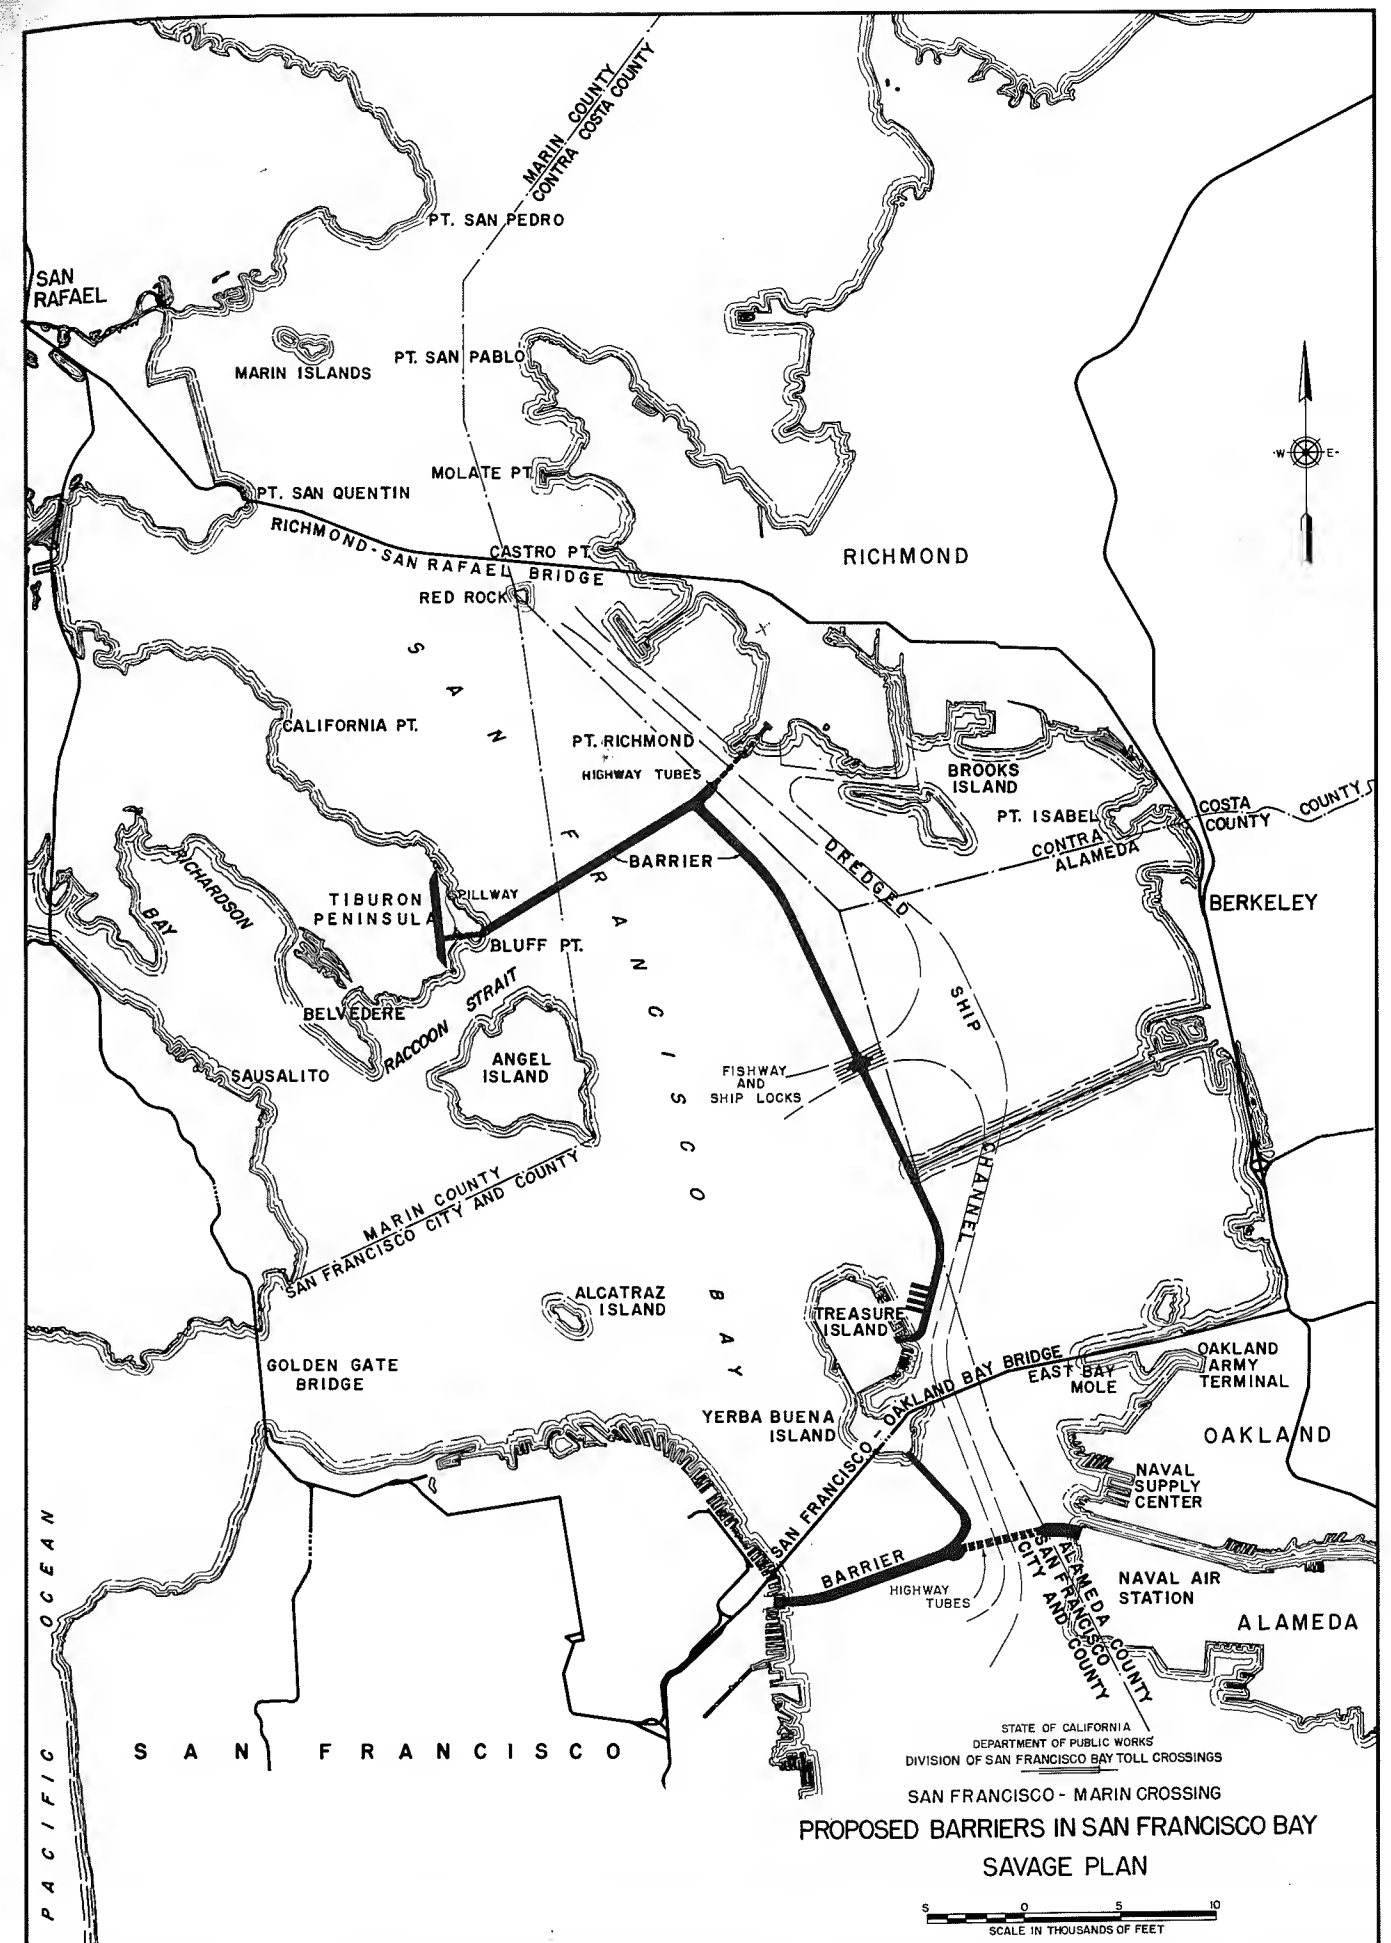 MARIN COUNTY
CONTRA COSTA COUNTY
PT. SAN PEDRO
SAN
RAFAEL
MARIN ISLANDS
PT. SAN PABLO
MOLATE PT.
W E
PT. SAN QUENTIN
RICHMOND - SAN RAFAEL BRIDGE
CASTRO PT.
RED ROCK
RICHMOND
SAN FRANCISCO BAY
CALIFORNIA PT.
PT. RICHMOND
HIGHWAY TUBES
BROOKS
ISLAND
PT. ISABEL
CONTRA COSTA COUNTY
ALAMEDA COUNTY
DREDGED SHIP CHANNEL
BARRIER
RICHARDSON
BAY
TIBURON
PENINSULA
SPILLWAY
BLUFF PT.
BERKELEY
BELVEDERE
RACCOON STRAIT
SAUSALITO
ANGEL
ISLAND
FISHWAY
AND
SHIP LOCKS
MARIN COUNTY
SAN FRANCISCO CITY AND COUNTY
ALCATRAZ
ISLAND
TREASURE
ISLAND
GOLDEN GATE
BRIDGE
SAN FRANCISCO - OAKLAND BAY BRIDGE
EAST BAY
MOLE
OAKLAND
ARMY
TERMINAL
YERBA BUENA
ISLAND
OAKLAND
NAVAL
SUPPLY
CENTER
BARRIER
HIGHWAY
TUBES
ALAMEDA COUNTY
SAN FRANCISCO
CITY AND COUNTY
NAVAL AIR
STATION
ALAMEDA
PACIFIC OCEAN
SAN FRANCISCO
STATE OF CALIFORNIA
DEPARTMENT OF PUBLIC WORKS
DIVISION OF SAN FRANCISCO BAY TOLL CROSSINGS
SAN FRANCISCO - MARIN CROSSING
PROPOSED BARRIERS IN SAN FRANCISCO BAY
SAVAGE PLAN
5 0 5 10
SCALE IN THOUSANDS OF FEET